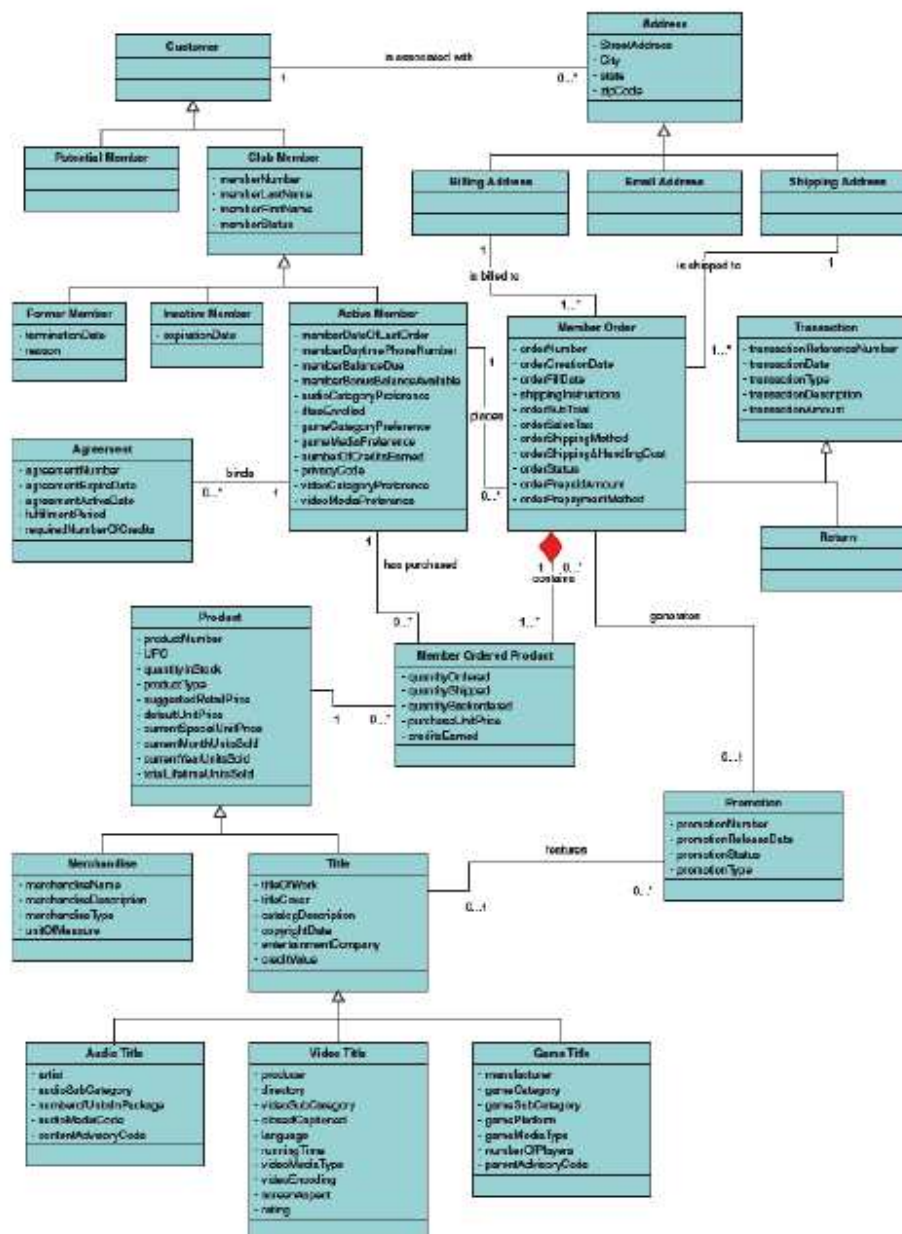 Customer
is associated with
1
0...*
Address
- StreetAddress
- City
- state
- zipCode
Potential Member
Club Member
- memberNumber
- memberLastName
- memberFirstName
- memberStatus
Billing Address
Email Address
Shipping Address
1
is billed to
1...*
is shipped to
1
1...*
Former Member
- terminationDate
- reason
Inactive Member
- expirationDate
Active Member
- memberDateOfLastOrder
- memberDaytimePhoneNumber
- memberBalanceDue
- memberBonusBalanceAvailable
- audioCategoryPreference
- gameCategoryPreference
- gameMediaPreference
- numberOfCreditsEarned
- privacyCode
- videoCategoryPreference
- videoMediaPreference
1
places
0...*
Member Order
- orderNumber
- orderCreationDate
- orderFillDate
- shippingInstructions
- orderSubTotal
- orderSalesTax
- orderShippingMethod
- orderShipping&HandlingCost
- orderStatus
- orderPrepaidAmount
- orderPrepaymentMethod
Transaction
- transactionReferenceNumber
- transactionDate
- transactionType
- transactionDescription
- transactionAmount
Return
Agreement
- agreementNumber
- agreementExpireDate
- agreementActiveDate
- fulfillmentPeriod
- requiredNumberOfCredits
binds
0...*
1
1
has purchased
0...*
1
0...*
contains
1...*
generates
0...1
Product
- productNumber
- UPC
- quantityInStock
- productType
- suggestedRetailPrice
- defaultUnitPrice
- currentSpecialUnitPrice
- currentMonthUnitsSold
- currentYearUnitsSold
- totalLifetimeUnitsSold
1
0...*
Member Ordered Product
- quantityOrdered
- quantityShipped
- quantityBackordered
- purchaseUnitPrice
- creditsEarned
Promotion
- promotionNumber
- promotionReleaseDate
- promotionStatus
- promotionType
features
0...1
0...*
Merchandise
- merchandiseName
- merchandiseDescription
- merchandiseType
- unitOfMeasure
Title
- titleOfWork
- titleCover
- catalogDescription
- copyrightDate
- entertainmentCompany
- creditValue
Audio Title
- artist
- audioSubCategory
- numberofUnitsInPackage
- audioMediaCode
- contentAdvisoryCode
Video Title
- producer
- directory
- videoSubCategory
- closedCaptioned
- language
- runningTime
- videoMediaType
- videoEncoding
- screenAspect
- rating
Game Title
- manufacturer
- gameCategory
- gameSubCategory
- gamePlatform
- gameMediaType
- numberOfPlayers
- parentAdvisoryCode